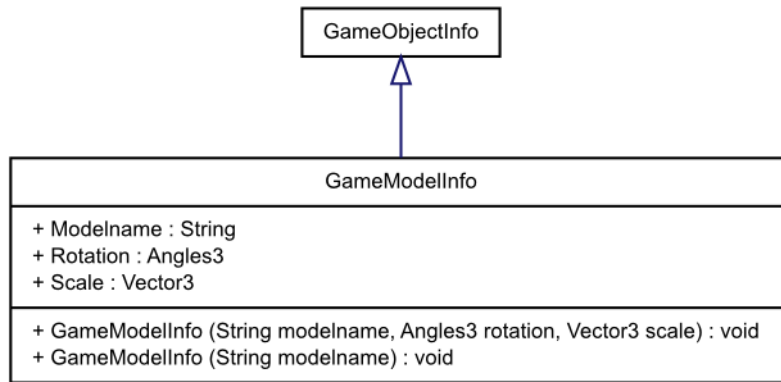 GameObjectInfo
GameModelInfo
+ Modelname : String
+ Rotation : Angles3
+ Scale : Vector3
+ GameModelInfo (String modelname, Angles3 rotation, Vector3 scale) : void
+ GameModelInfo (String modelname) : void